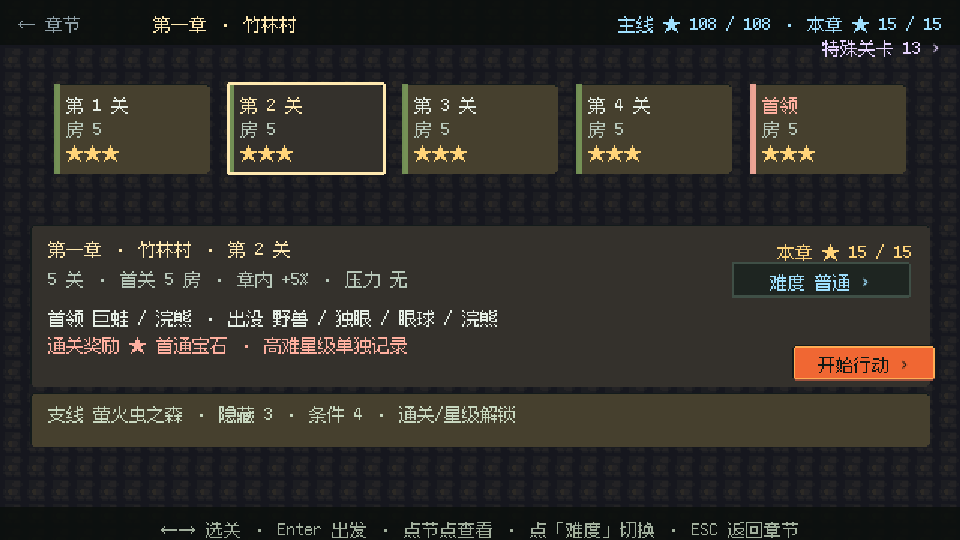 ← 章节
第一章 · 竹林村
主线 ★ 108 / 108 · 本章 ★ 15 / 15
特殊关卡 13 ›
第 1 关
房 5
★★★
第 2 关
房 5
★★★
第 3 关
房 5
★★★
第 4 关
房 5
★★★
首领
房 5
★★★
第一章 · 竹林村 · 第 2 关
本章 ★ 15 / 15
5 关 · 首关 5 房 · 章内 +5% · 压力 无
难度 普通 ›
首领 巨蛙 / 浣熊 · 出没 野兽 / 独眼 / 眼球 / 浣熊
通关奖励 ★ 首通宝石 · 高难星级单独记录
开始行动 ›
支线 萤火虫之森 · 隐藏 3 · 条件 4 · 通关/星级解锁
←→ 选关 · Enter 出发 · 点节点查看 · 点「难度」切换 · ESC 返回章节